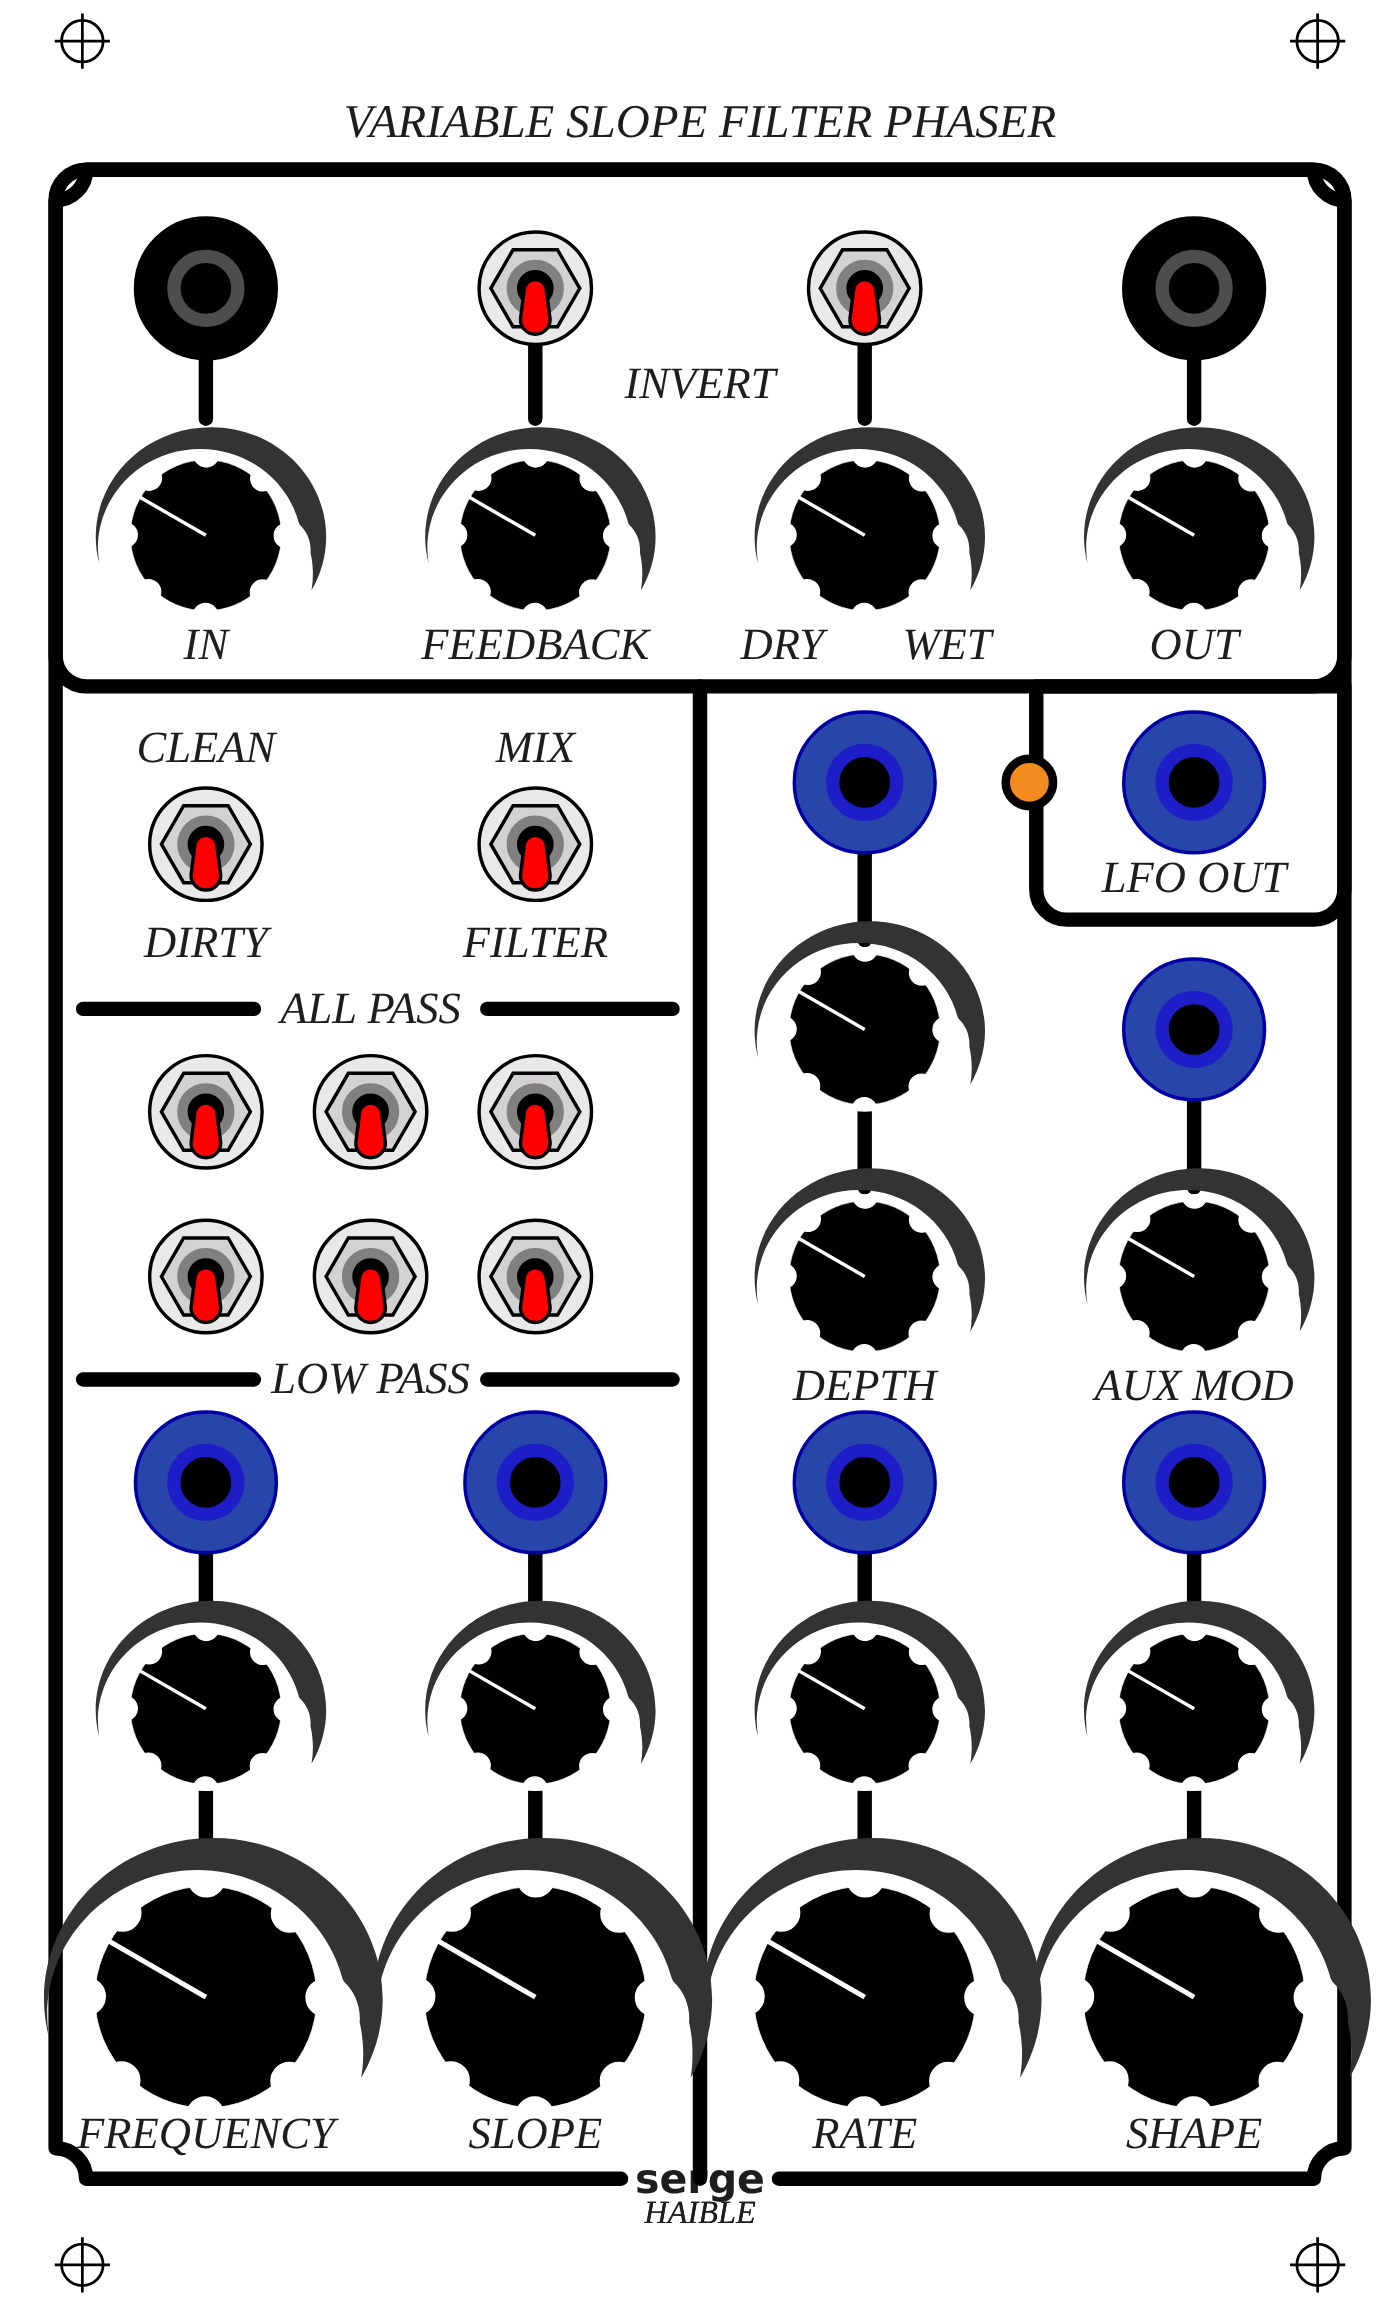 VARIABLE SLOPE FILTER PHASER
INVERT
IN FEEDBACK DRY WET OUT
CLEAN MIX
LFO OUT
DIRTY FILTER
ALL PASS
LOW PASS
DEPTH AUX MOD
FREQUENCY SLOPE RATE SHAPE
serge
HAIBLE